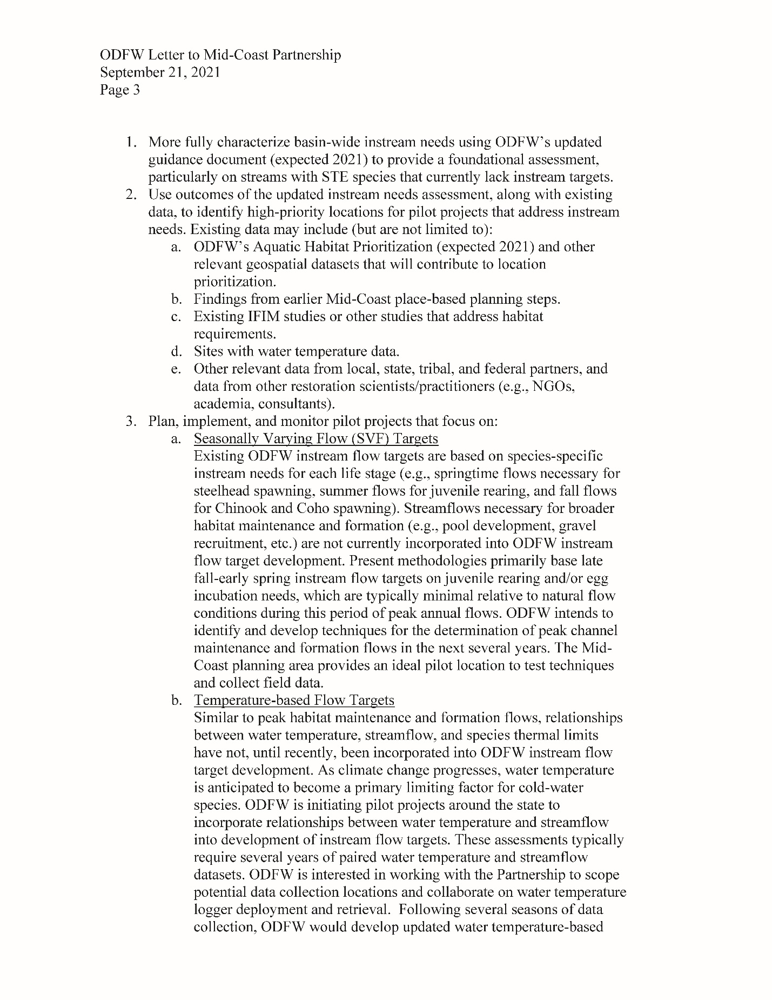 ODFW Letter to Mid-Coast Partnership
September 21, 2021
Page 3
1. More fully characterize basin-wide instream needs using ODFW’s updated
guidance document (expected 2021) to provide a foundational assessment,
particularly on streams with STE species that currently lack instream targets.
2. Use outcomes of the updated instream needs assessment, along with existing
data, to identify high-priority locations for pilot projects that address instream
needs. Existing data may include (but are not limited to):
a. ODFW’s Aquatic Habitat Prioritization (expected 2021) and other
relevant geospatial datasets that will contribute to location
prioritization.
b. Findings from earlier Mid-Coast place-based planning steps.
c. Existing IFIM studies or other studies that address habitat
requirements.
d. Sites with water temperature data.
e. Other relevant data from local, state, tribal, and federal partners, and
data from other restoration scientists/practitioners (e.g., NGOs,
academia, consultants).
3. Plan, implement, and monitor pilot projects that focus on:
a. Seasonally Varying Flow (SVF) Targets
Existing ODFW instream flow targets are based on species-specific
instream needs for each life stage (e.g., springtime flows necessary for
steelhead spawning, summer flows for juvenile rearing, and fall flows
for Chinook and Coho spawning). Streamflows necessary for broader
habitat maintenance and formation (e.g., pool development, gravel
recruitment, etc.) are not currently incorporated into ODFW instream
flow target development. Present methodologies primarily base late
fall-early spring instream flow targets on juvenile rearing and/or egg
incubation needs, which are typically minimal relative to natural flow
conditions during this period of peak annual flows. ODFW intends to
identify and develop techniques for the determination of peak channel
maintenance and formation flows in the next several years. The Mid-
Coast planning area provides an ideal pilot location to test techniques
and collect field data.
b. Temperature-based Flow Targets
Similar to peak habitat maintenance and formation flows, relationships
between water temperature, streamflow, and species thermal limits
have not, until recently, been incorporated into ODFW instream flow
target development. As climate change progresses, water temperature
is anticipated to become a primary limiting factor for cold-water
species. ODFW is initiating pilot projects around the state to
incorporate relationships between water temperature and streamflow
into development of instream flow targets. These assessments typically
require several years of paired water temperature and streamflow
datasets. ODFW is interested in working with the Partnership to scope
potential data collection locations and collaborate on water temperature
logger deployment and retrieval.  Following several seasons of data
collection, ODFW would develop updated water temperature-based